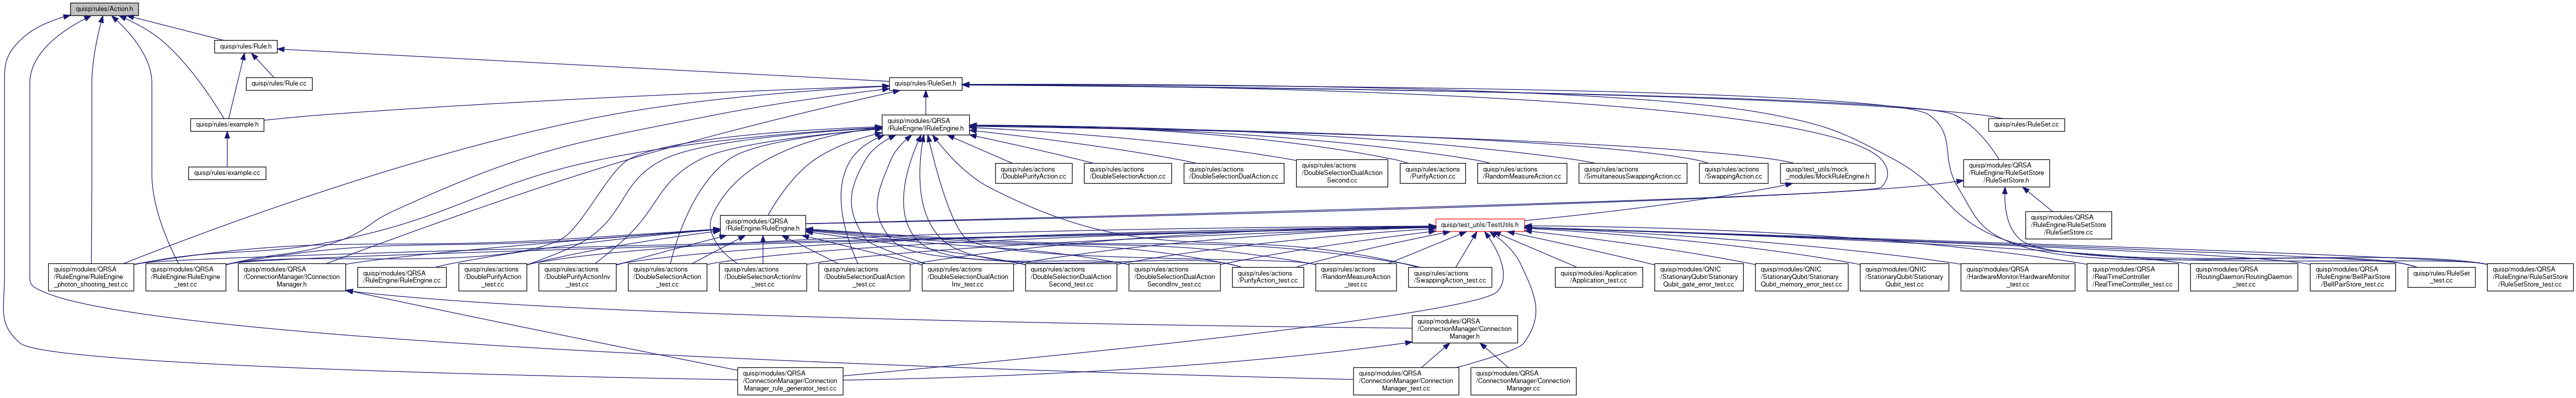 quisp/rules/Action.h
quisp/rules/Rule.h
quisp/rules/Rule.cc
quisp/rules/RuleSet.h
quisp/rules/example.h
quisp/modules/QRSA
/RuleEngine/IRuleEngine.h
quisp/rules/RuleSet.cc
quisp/rules/example.cc
quisp/rules/actions
/DoublePurifyAction.cc
quisp/rules/actions
/DoubleSelectionAction.cc
quisp/rules/actions
/DoubleSelectionDualAction.cc
quisp/rules/actions
/DoubleSelectionDualAction
Second.cc
quisp/rules/actions
/PurifyAction.cc
quisp/rules/actions
/RandomMeasureAction.cc
quisp/rules/actions
/SimultaneousSwappingAction.cc
quisp/rules/actions
/SwappingAction.cc
quisp/test_utils/mock
_modules/MockRuleEngine.h
quisp/modules/QRSA
/RuleEngine/RuleSetStore
/RuleSetStore.h
quisp/modules/QRSA
/RuleEngine/RuleEngine.h
quisp/test_utils/TestUtils.h
quisp/modules/QRSA
/RuleEngine/RuleSetStore
/RuleSetStore.cc
quisp/modules/QRSA
/RuleEngine/RuleEngine
_photon_shooting_test.cc
quisp/modules/QRSA
/RuleEngine/RuleEngine
_test.cc
quisp/modules/QRSA
/ConnectionManager/IConnection
Manager.h
quisp/modules/QRSA
/RuleEngine/RuleEngine.cc
quisp/rules/actions
/DoublePurifyAction
_test.cc
quisp/rules/actions
/DoublePurifyActionInv
_test.cc
quisp/rules/actions
/DoubleSelectionAction
_test.cc
quisp/rules/actions
/DoubleSelectionActionInv
_test.cc
quisp/rules/actions
/DoubleSelectionDualAction
_test.cc
quisp/rules/actions
/DoubleSelectionDualAction
Inv_test.cc
quisp/rules/actions
/DoubleSelectionDualAction
Second_test.cc
quisp/rules/actions
/DoubleSelectionDualAction
SecondInv_test.cc
quisp/rules/actions
/PurifyAction_test.cc
quisp/rules/actions
/RandomMeasureAction
_test.cc
quisp/rules/actions
/SwappingAction_test.cc
quisp/modules/Application
/Application_test.cc
quisp/modules/QNIC
/StationaryQubit/Stationary
Qubit_gate_error_test.cc
quisp/modules/QNIC
/StationaryQubit/Stationary
Qubit_memory_error_test.cc
quisp/modules/QNIC
/StationaryQubit/Stationary
Qubit_test.cc
quisp/modules/QRSA
/HardwareMonitor/HardwareMonitor
_test.cc
quisp/modules/QRSA
/RealTimeController
/RealTimeController_test.cc
quisp/modules/QRSA
/RoutingDaemon/RoutingDaemon
_test.cc
quisp/modules/QRSA
/RuleEngine/BellPairStore
/BellPairStore_test.cc
quisp/rules/RuleSet
_test.cc
quisp/modules/QRSA
/RuleEngine/RuleSetStore
/RuleSetStore_test.cc
quisp/modules/QRSA
/ConnectionManager/Connection
Manager.h
quisp/modules/QRSA
/ConnectionManager/Connection
Manager_rule_generator_test.cc
quisp/modules/QRSA
/ConnectionManager/Connection
Manager_test.cc
quisp/modules/QRSA
/ConnectionManager/Connection
Manager.cc